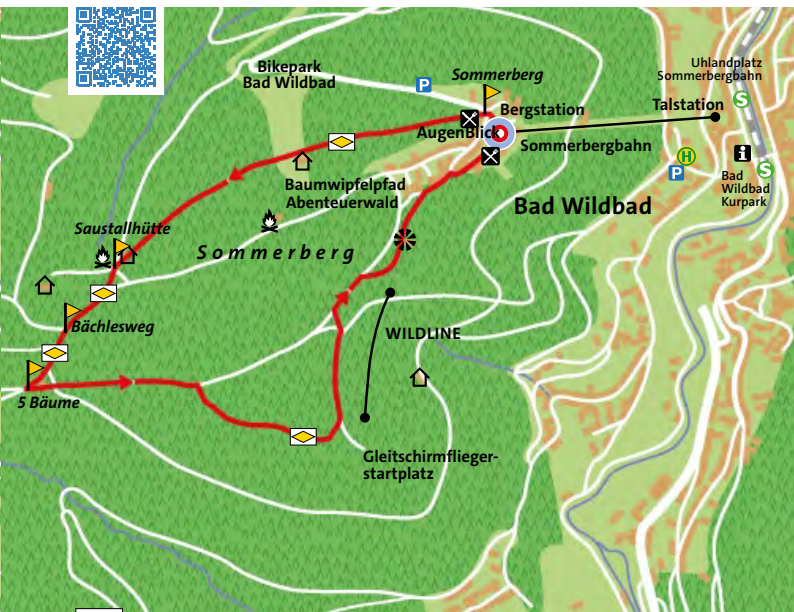 Bikepark
Bad Wildbad
P
Sommerberg
Uhlandplatz
Sommerbergbahn
S
Bergstation
Talstation
AugenBlick
Sommerbergbahn
H
P
i
S
Bad
Wildbad
Kurpark
Baumwipfelpfad
Abenteuerwald
Bad Wildbad
Saustallhütte
Sommerberg
Bächlesweg
WILDLINE
5 Bäume
Gleitschirmflieger-
startplatz